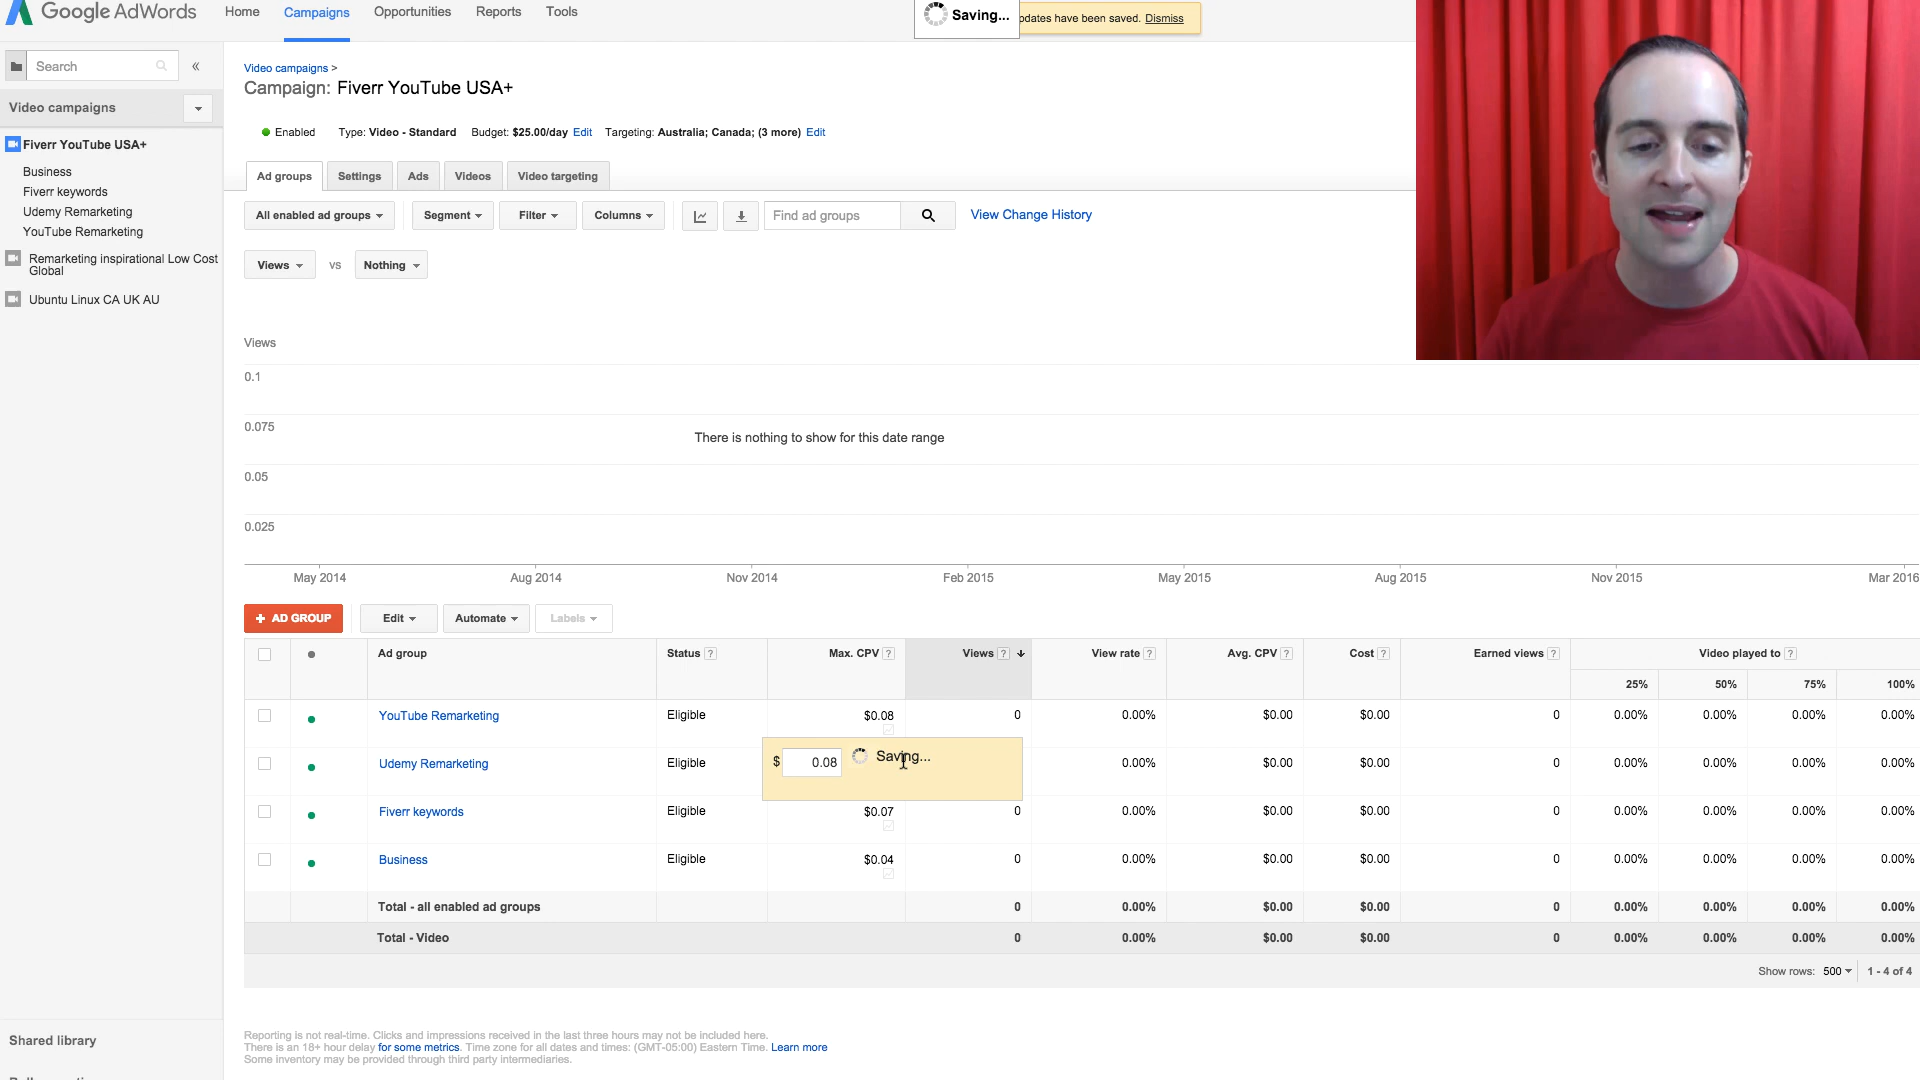 Google AdWords
Home Campaigns Opportunities Reports Tools
Saving... pdates have been saved. Dismiss
Search «
Video campaigns
Fiverr YouTube USA+
Business
Fiverr keywords
Udemy Remarketing
YouTube Remarketing
Remarketing inspirational Low Cost
Global
Ubuntu Linux CA UK AU
Shared library
Video campaigns >
Campaign: Fiverr YouTube USA+
Enabled Type: Video - Standard Budget: $25.00/day Edit Targeting: Australia; Canada; (3 more) Edit
Ad groups Settings Ads Videos Video targeting
All enabled ad groups Segment Filter Columns Find ad groups View Change History
Views vs Nothing
Views
0.1
0.075
There is nothing to show for this date range
0.05
0.025
May 2014 Aug 2014 Nov 2014 Feb 2015 May 2015 Aug 2015 Nov 2015 Mar 2016
+ AD GROUP Edit Automate Labels
Ad group Status ? Max. CPV ? Views ? View rate ? Avg. CPV ? Cost ? Earned views ? Video played to ?
25% 50% 75% 100%
YouTube Remarketing Eligible $0.08 0 0.00% $0.00 $0.00 0 0.00% 0.00% 0.00% 0.00%
Udemy Remarketing Eligible $ 0.08 Saving... 0.00% $0.00 $0.00 0 0.00% 0.00% 0.00% 0.00%
Fiverr keywords Eligible $0.07 0 0.00% $0.00 $0.00 0 0.00% 0.00% 0.00% 0.00%
Business Eligible $0.04 0 0.00% $0.00 $0.00 0 0.00% 0.00% 0.00% 0.00%
Total - all enabled ad groups 0 0.00% $0.00 $0.00 0 0.00% 0.00% 0.00% 0.00%
Total - Video 0 0.00% $0.00 $0.00 0 0.00% 0.00% 0.00% 0.00%
Show rows: 500 1 - 4 of 4
Reporting is not real-time. Clicks and impressions received in the last three hours may not be included here.
There is an 18+ hour delay for some metrics. Time zone for all dates and times: (GMT-05:00) Eastern Time. Learn more
Some inventory may be provided through third party intermediaries.